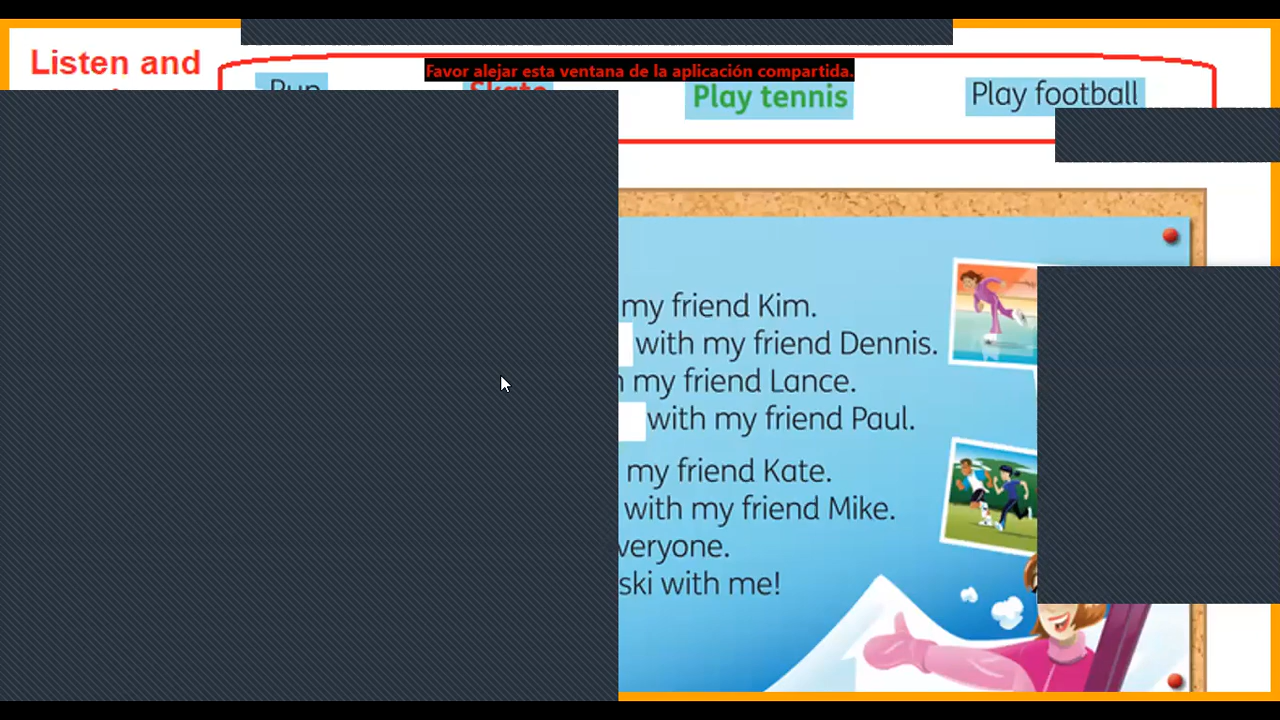 Listen and
Favor alejar esta ventana de la aplicación compartida.
Run
Skate
Play tennis
Play football
my friend Kim.
with my friend Dennis.
my friend Lance.
with my friend Paul.
my friend Kate.
with my friend Mike.
ski with me!